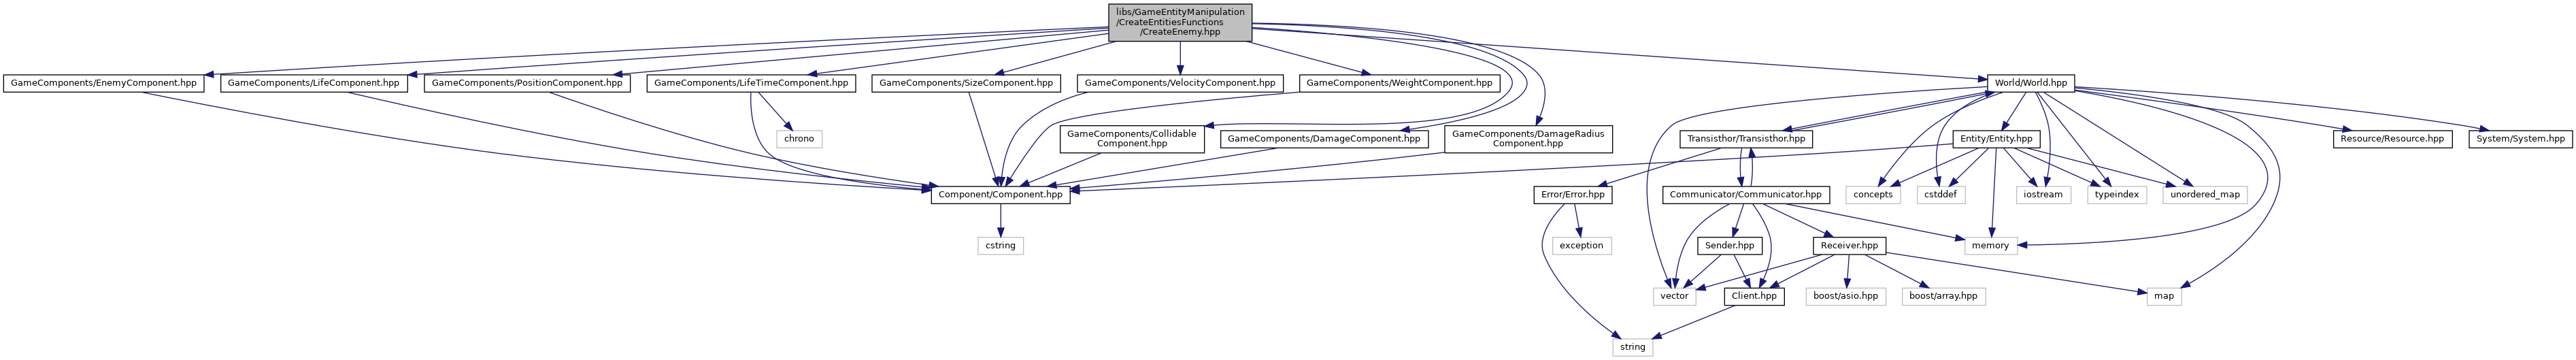 libs/GameEntityManipulation
/CreateEntitiesFunctions
/CreateEnemy.hpp
GameComponents/EnemyComponent.hpp
GameComponents/LifeComponent.hpp
GameComponents/PositionComponent.hpp
GameComponents/LifeTimeComponent.hpp
GameComponents/SizeComponent.hpp
GameComponents/VelocityComponent.hpp
GameComponents/WeightComponent.hpp
World/World.hpp
chrono
GameComponents/Collidable
Component.hpp
GameComponents/DamageComponent.hpp
GameComponents/DamageRadius
Component.hpp
Transisthor/Transisthor.hpp
Entity/Entity.hpp
Resource/Resource.hpp
System/System.hpp
Component/Component.hpp
Error/Error.hpp
Communicator/Communicator.hpp
concepts
cstddef
iostream
typeindex
unordered_map
cstring
exception
Sender.hpp
Receiver.hpp
memory
vector
Client.hpp
boost/asio.hpp
boost/array.hpp
map
string